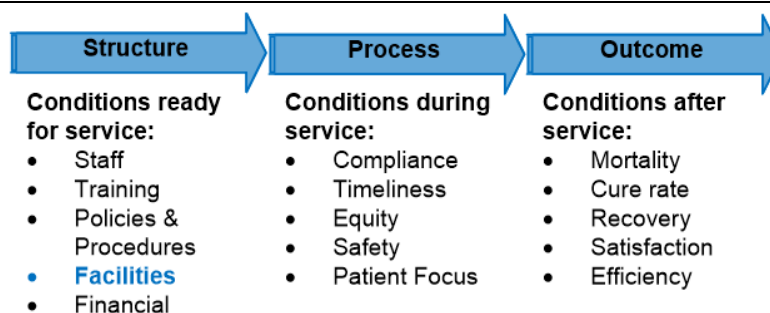 Structure
Conditions ready
for service:
• Staff
• Training
• Policies &
Procedures
• Facilities
• Financial
Process
Conditions during
service:
• Compliance
• Timeliness
• Equity
• Safety
• Patient Focus
Outcome
Conditions after
service:
• Mortality
• Cure rate
• Recovery
• Satisfaction
• Efficiency